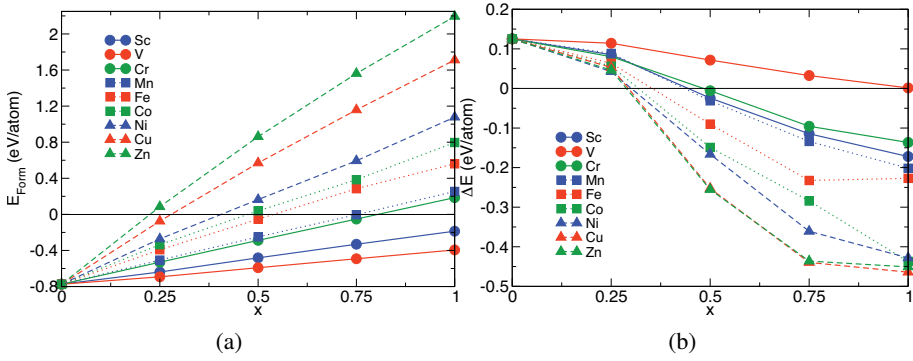 E_Form (eV/atom)
2
1.6
1.2
0.8
0.4
0
-0.4
-0.8
Sc
V
Cr
Mn
Fe
Co
Ni
Cu
Zn
0 0.25 0.5 0.75 1
x
(a)
ΔE (eV/atom)
0.2
0.1
0
-0.1
-0.2
-0.3
-0.4
-0.5
Sc
V
Cr
Mn
Fe
Co
Ni
Cu
Zn
0 0.25 0.5 0.75 1
x
(b)